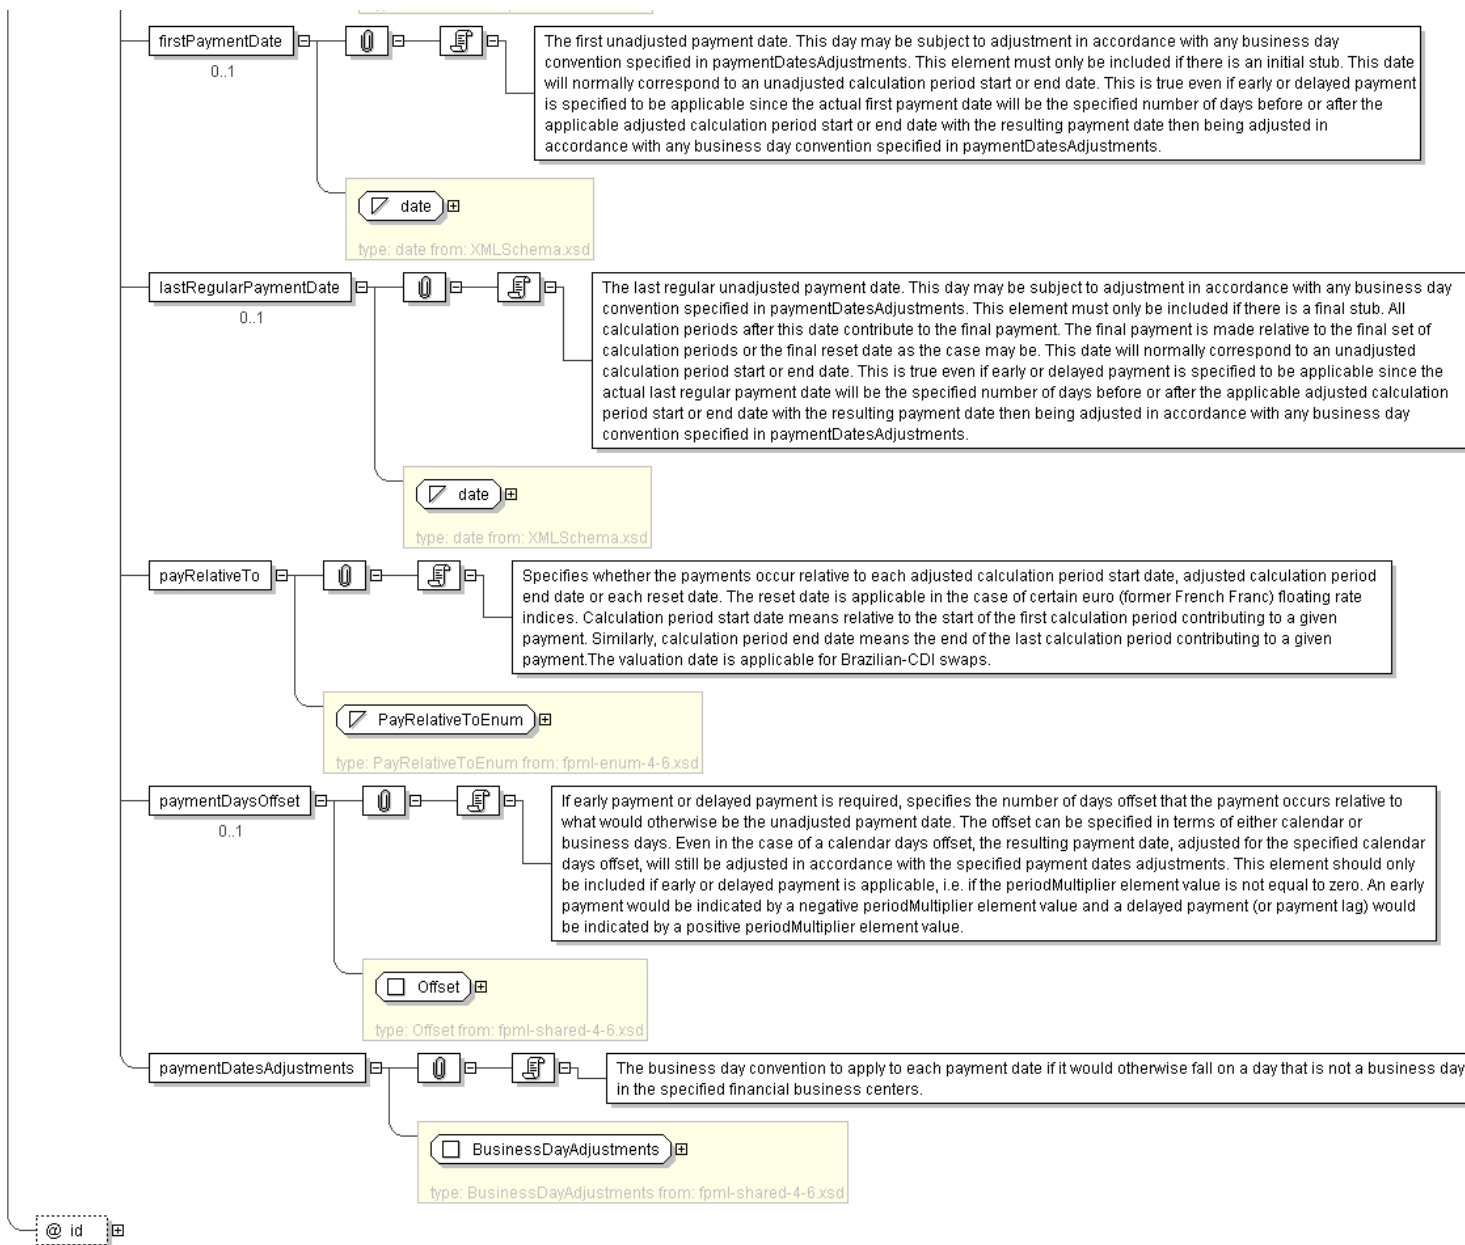 firstPaymentDate
0..1
The first unadjusted payment date. This day may be subject to adjustment in accordance with any business day
convention specified in paymentDatesAdjustments. This element must only be included if there is an initial stub. This date
will normally correspond to an unadjusted calculation period start or end date. This is true even if early or delayed payment
is specified to be applicable since the actual first payment date will be the specified number of days before or after the
applicable adjusted calculation period start or end date with the resulting payment date then being adjusted in
accordance with any business day convention specified in paymentDatesAdjustments.
date
type: date from: XMLSchema.xsd
lastRegularPaymentDate
0..1
The last regular unadjusted payment date. This day may be subject to adjustment in accordance with any business day
convention specified in paymentDatesAdjustments. This element must only be included if there is a final stub. All
calculation periods after this date contribute to the final payment. The final payment is made relative to the final set of
calculation periods or the final reset date as the case may be. This date will normally correspond to an unadjusted
calculation period start or end date. This is true even if early or delayed payment is specified to be applicable since the
actual last regular payment date will be the specified number of days before or after the applicable adjusted calculation
period start or end date with the resulting payment date then being adjusted in accordance with any business day
convention specified in paymentDatesAdjustments.
date
type: date from: XMLSchema.xsd
payRelativeTo
Specifies whether the payments occur relative to each adjusted calculation period start date, adjusted calculation period
end date or each reset date. The reset date is applicable in the case of certain euro (former French Franc) floating rate
indices. Calculation period start date means relative to the start of the first calculation period contributing to a given
payment. Similarly, calculation period end date means the end of the last calculation period contributing to a given
payment.The valuation date is applicable for Brazilian-CDI swaps.
PayRelativeToEnum
type: PayRelativeToEnum from: fpml-enum-4-6.xsd
paymentDaysOffset
0..1
If early payment or delayed payment is required, specifies the number of days offset that the payment occurs relative to
what would otherwise be the unadjusted payment date. The offset can be specified in terms of either calendar or
business days. Even in the case of a calendar days offset, the resulting payment date, adjusted for the specified calendar
days offset, will still be adjusted in accordance with the specified payment dates adjustments. This element should only
be included if early or delayed payment is applicable, i.e. if the periodMultiplier element value is not equal to zero. An early
payment would be indicated by a negative periodMultiplier element value and a delayed payment (or payment lag) would
be indicated by a positive periodMultiplier element value.
Offset
type: Offset from: fpml-shared-4-6.xsd
paymentDatesAdjustments
The business day convention to apply to each payment date if it would otherwise fall on a day that is not a business day
in the specified financial business centers.
BusinessDayAdjustments
type: BusinessDayAdjustments from: fpml-shared-4-6.xsd
@ id